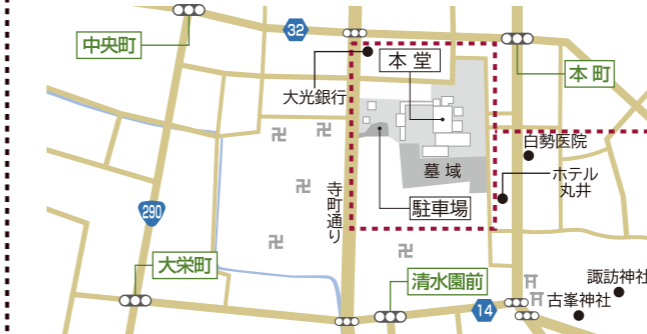 中央町
32
本堂
本町
大光銀行
白勢医院
墓域
ホテル
丸井
寺町通り
駐車場
290
大栄町
清水園前
14
諏訪神社
古峯神社